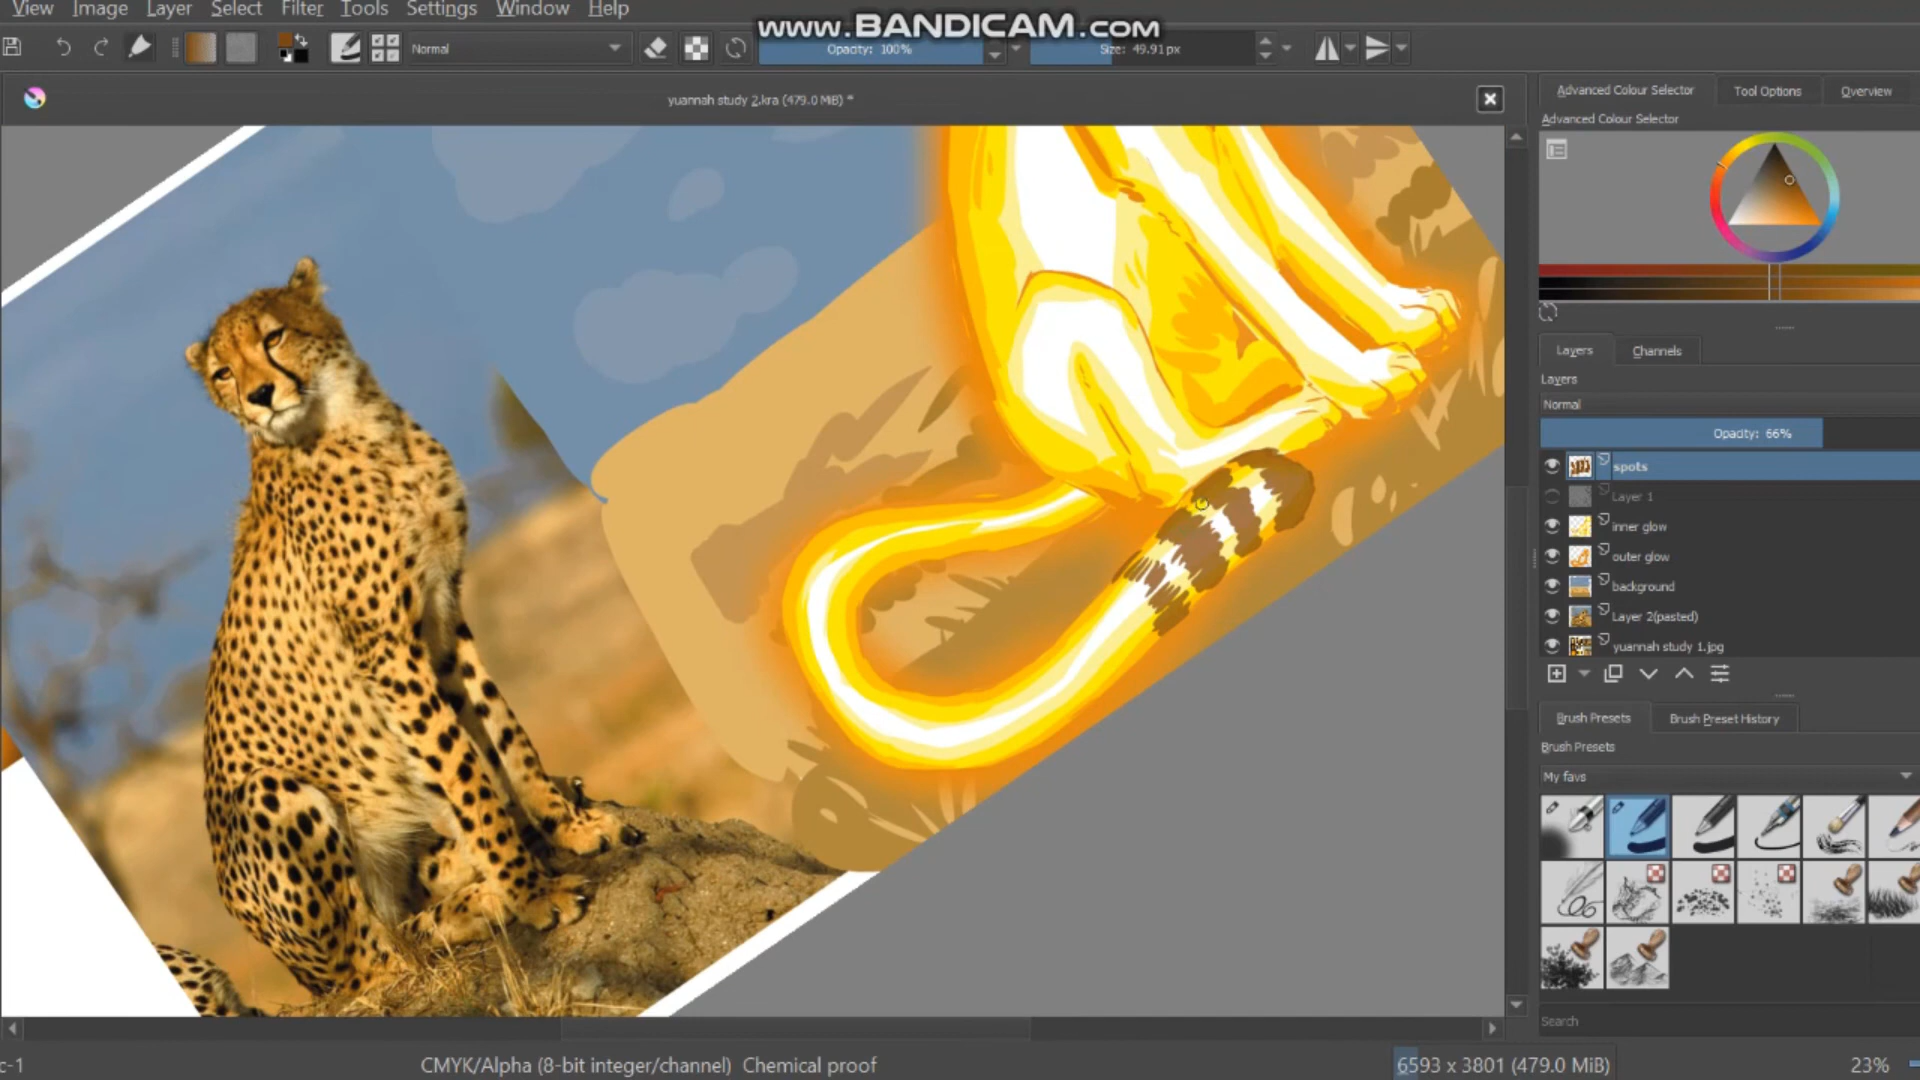 View Image Layer Select Filter Tools Settings Window Help
www.BANDICAM.com
Normal
Opacity: 100%
Size: 49.91 px
yuannah study 2.kra (479.0 MiB) *
Advanced Colour Selector Tool Options Overview
Advanced Colour Selector
Layers Channels
Layers
Normal
Opacity: 66%
spots
Layer 1
inner glow
outer glow
background
Layer 2(pasted)
yuannah study 1.jpg
Brush Presets Brush Preset History
Brush Presets
My favs
Search
c-1
CMYK/Alpha (8-bit integer/channel) Chemical proof
6593 x 3801 (479.0 MiB)
23%